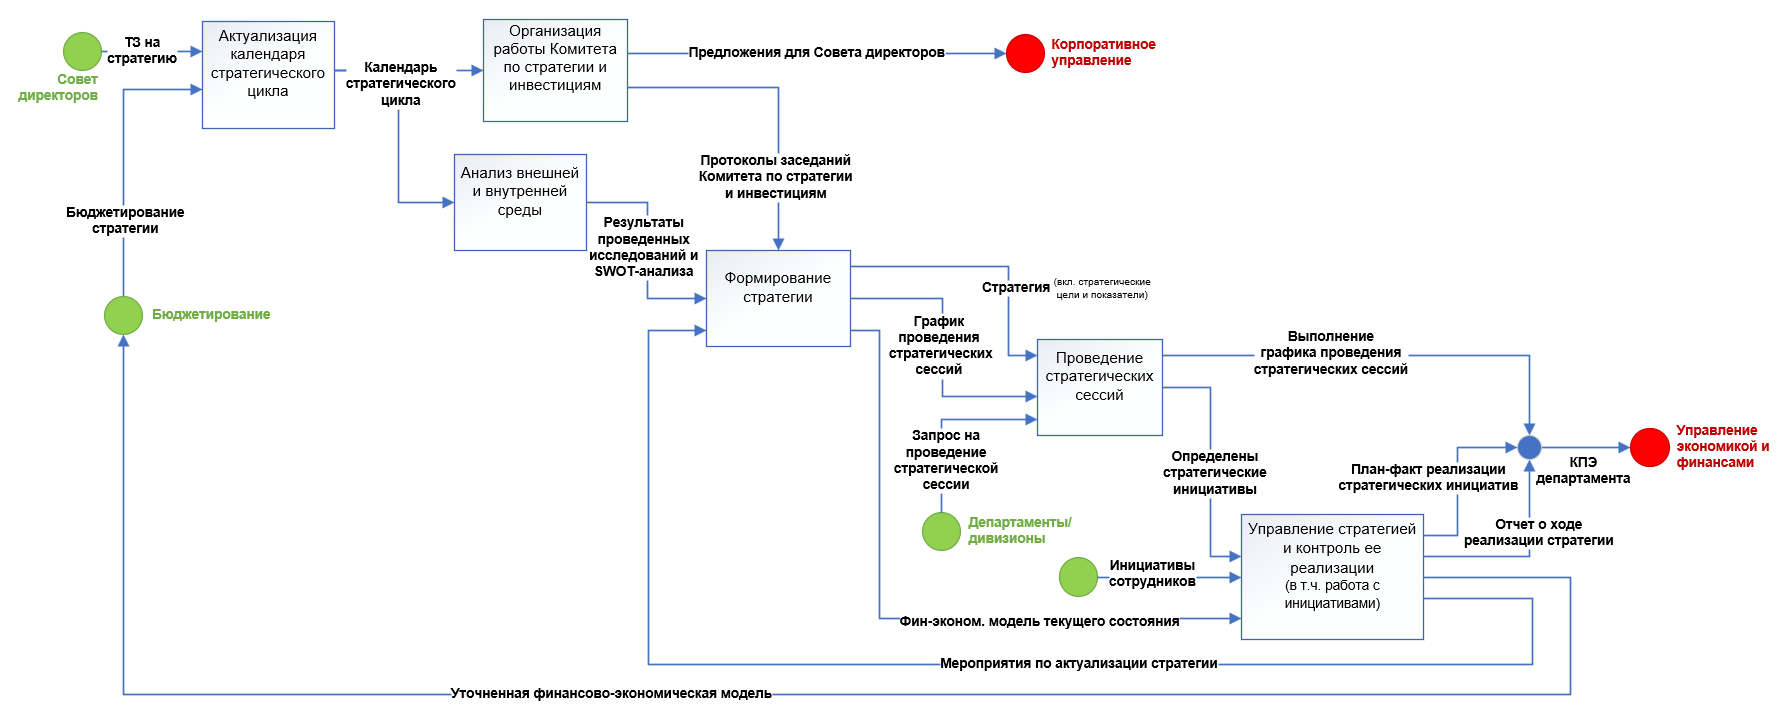 ТЗ на
стратегию
Совет
директоров
Актуализация
календаря
стратегического
цикла
Календарь
стратегического
цикла
Организация
работы Комитета
по стратегии и
инвестициям
Предложения для Совета директоров
Корпоративное
управление
Анализ внешней
и внутренней
среды
Протоколы заседаний
Комитета по стратегии
и инвестициям
Бюджетирование
стратегии
Результаты
проведенных
исследований и
SWOT-анализа
Бюджетирование
Формирование
стратегии
Стратегия (вкл. стратегические
цели и показатели)
График
проведения
стратегических
сессий
Проведение
стратегических
сессий
Выполнение
графика проведения
стратегических сессий
Запрос на
проведение
стратегической
сессии
Департаменты/
дивизионы
Определены
стратегические
инициативы
План-факт реализации
стратегических инициатив
КПЭ
департамента
Управление
экономикой и
финансами
Отчет о ходе
реализации стратегии
Инициативы
сотрудников
Управление стратегией
и контроль ее
реализации
(в т.ч. работа с
инициативами)
Фин-эконом. модель текущего состояния
Мероприятия по актуализации стратегии
Уточненная финансово-экономическая модель